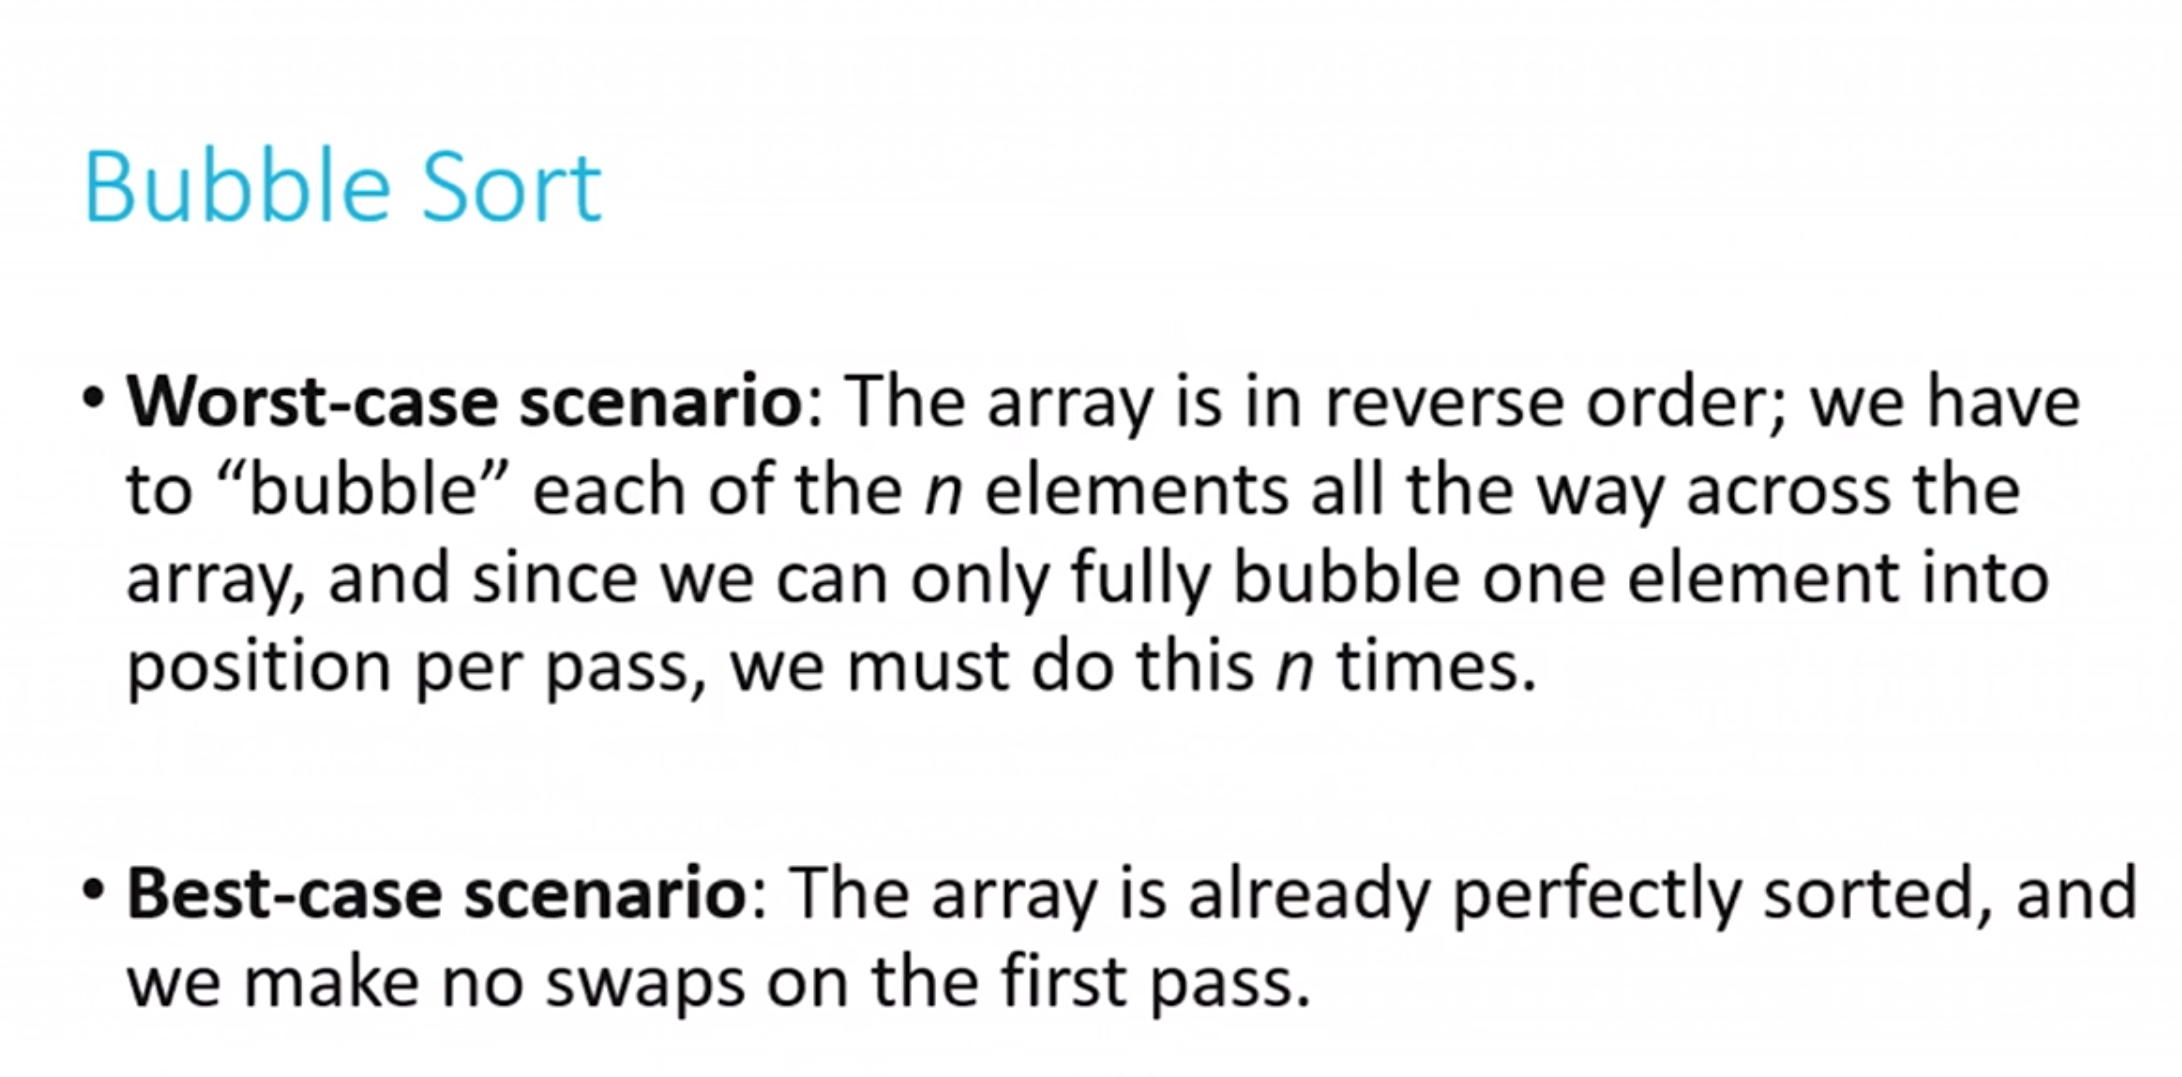 Bubble Sort
• Worst-case scenario: The array is in reverse order; we have
to “bubble” each of the n elements all the way across the
array, and since we can only fully bubble one element into
position per pass, we must do this n times.
• Best-case scenario: The array is already perfectly sorted, and
we make no swaps on the first pass.